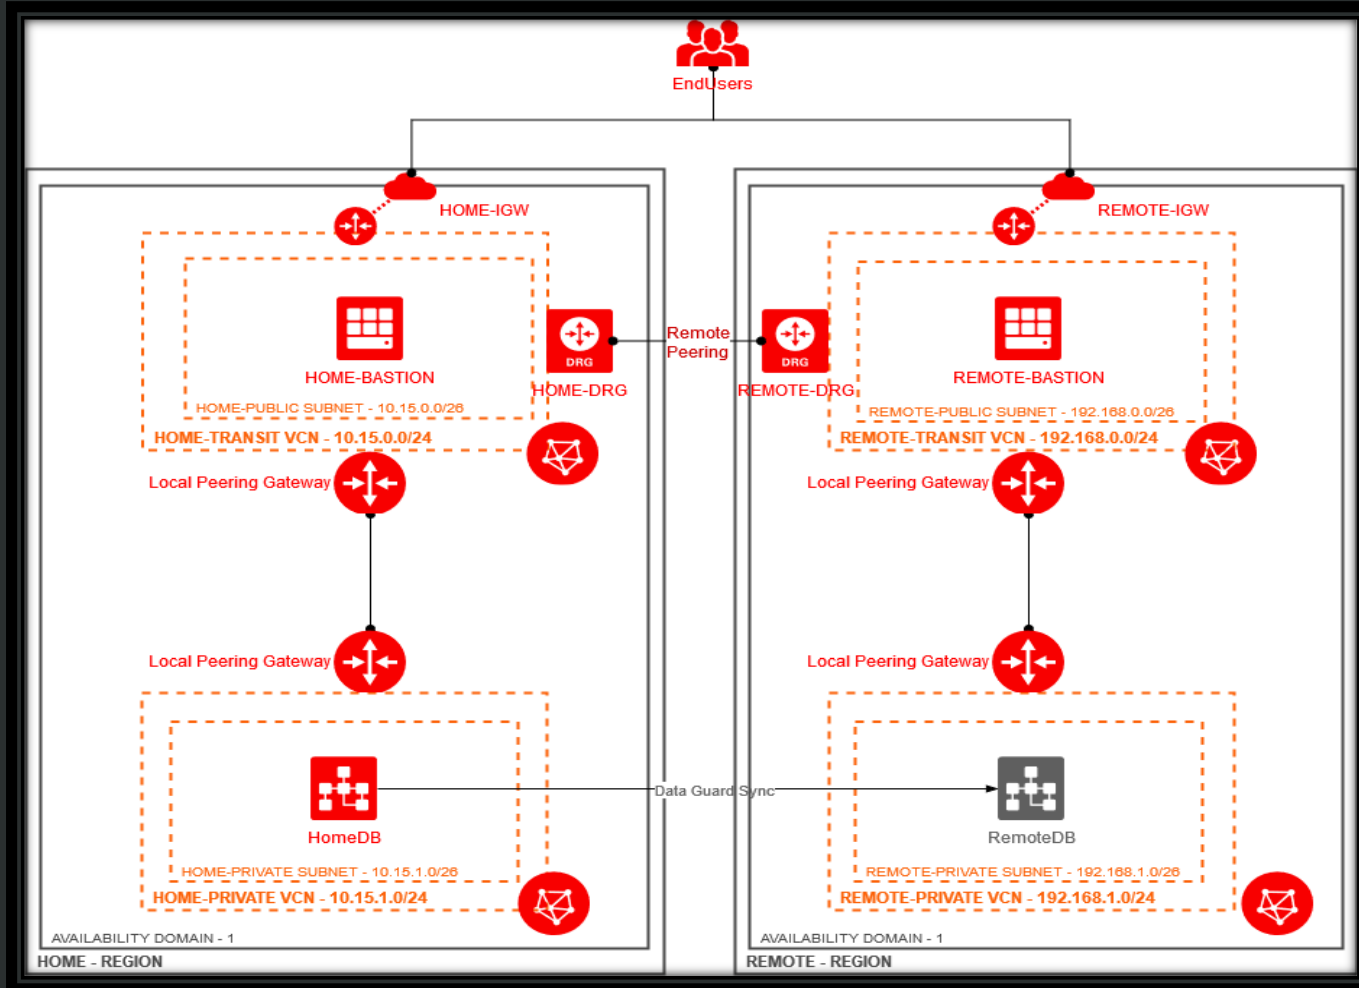 EndUsers
HOME-IGW
REMOTE-IGW
HOME-BASTION
HOME-PUBLIC SUBNET - 10.15.0.0/26
HOME-TRANSIT VCN - 10.15.0.0/24
DRG
HOME-DRG
Remote
Peering
DRG
REMOTE-DRG
REMOTE-BASTION
REMOTE-PUBLIC SUBNET - 192.168.0.0/26
REMOTE-TRANSIT VCN - 192.168.0.0/24
Local Peering Gateway
Local Peering Gateway
Local Peering Gateway
Local Peering Gateway
HomeDB
Data Guard Sync
RemoteDB
HOME-PRIVATE SUBNET - 10.15.1.0/26
HOME-PRIVATE VCN - 10.15.1.0/24
REMOTE-PRIVATE SUBNET - 192.168.1.0/26
REMOTE-PRIVATE VCN - 192.168.1.0/24
AVAILABILITY DOMAIN - 1
HOME - REGION
AVAILABILITY DOMAIN - 1
REMOTE - REGION